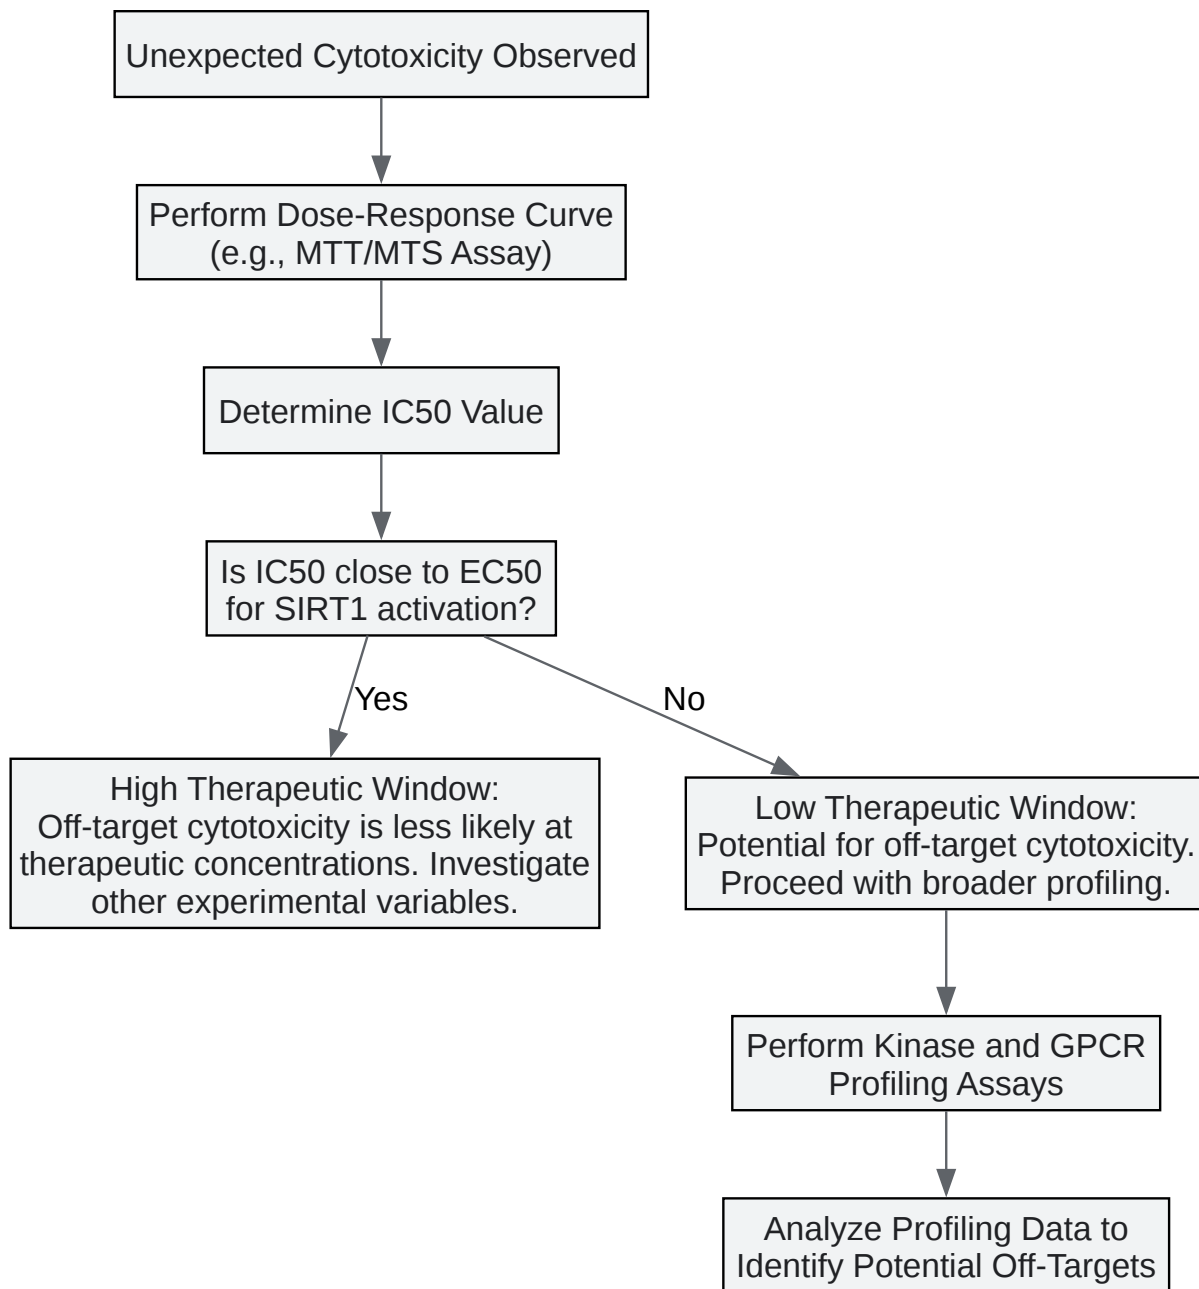 Unexpected Cytotoxicity Observed
Perform Dose-Response Curve
(e.g., MTT/MTS Assay)
Determine IC50 Value
Is IC50 close to EC50
for SIRT1 activation?
Yes
No
High Therapeutic Window:
Off-target cytotoxicity is less likely at
therapeutic concentrations. Investigate
other experimental variables.
Low Therapeutic Window:
Potential for off-target cytotoxicity.
Proceed with broader profiling.
Perform Kinase and GPCR
Profiling Assays
Analyze Profiling Data to
Identify Potential Off-Targets